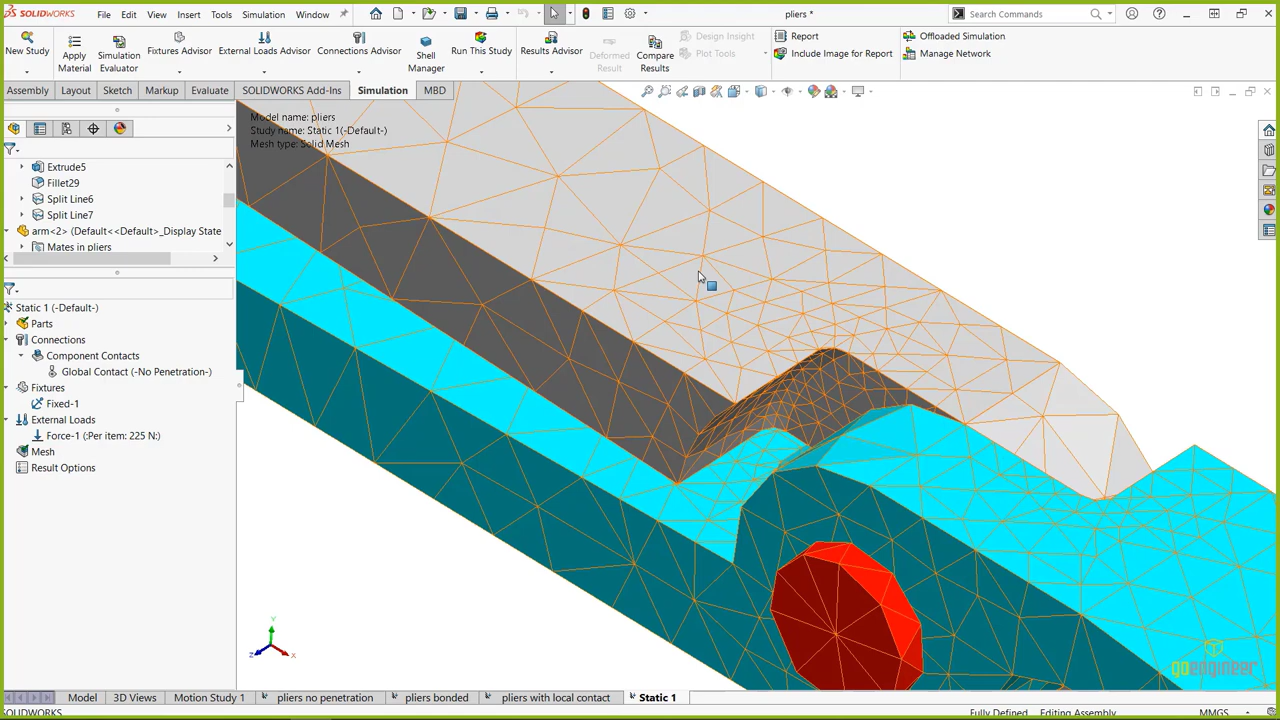 SOLIDWORKS File Edit View Insert Tools Simulation Window pliers * Search Commands
New Study
Apply Material
Simulation Evaluator
Fixtures Advisor
External Loads Advisor
Connections Advisor
Shell Manager
Run This Study
Results Advisor
Deformed Result
Compare Results
Design Insight
Plot Tools
Report
Include Image for Report
Offloaded Simulation
Manage Network
Assembly Layout Sketch Markup Evaluate SOLIDWORKS Add-Ins Simulation MBD
Model name: pliers
Study name: Static 1(-Default-)
Mesh type: Solid Mesh
Extrude5
Fillet29
Split Line6
Split Line7
arm<2> (Default<<Default>_Display State
Mates in pliers
Static 1 (-Default-)
Parts
Connections
Component Contacts
Global Contact (-No Penetration-)
Fixtures
Fixed-1
External Loads
Force-1 (:Per item: 225 N:)
Mesh
Result Options
Y
Z
X
goengineer
Model 3D Views Motion Study 1 pliers no penetration pliers bonded pliers with local contact Static 1
SOLIDWORKS Fully Defined Editing Assembly MMGS